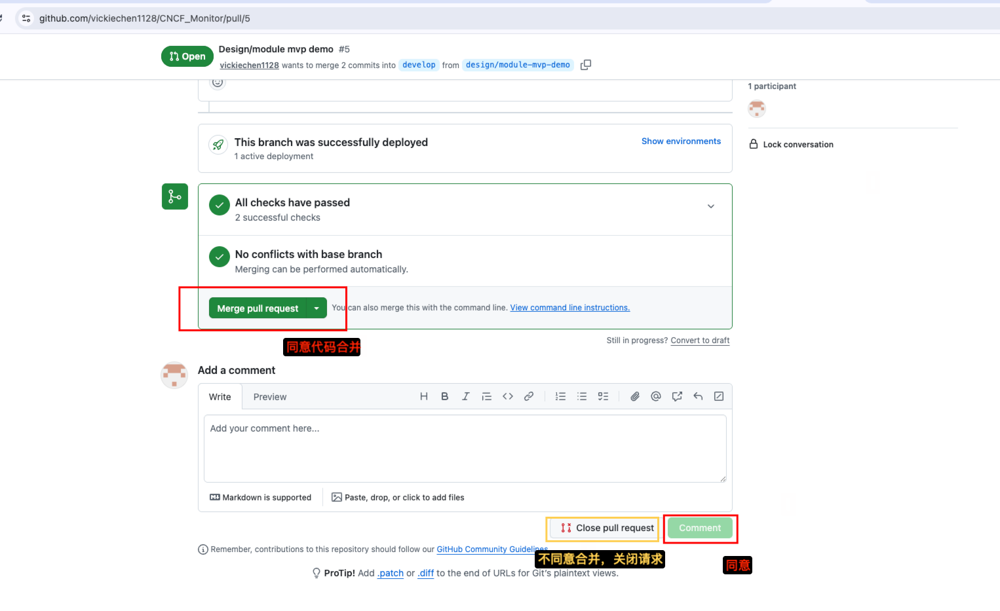 github.com/vickiechen1128/CNCF_Monitor/pull/5
Open
Design/module mvp demo #5
vickiechen1128 wants to merge 2 commits into develop from design/module-mvp-demo
1 participant
This branch was successfully deployed
Show environments
1 active deployment
Lock conversation
All checks have passed
2 successful checks
No conflicts with base branch
Merging can be performed automatically.
Merge pull request
You can also merge this with the command line. View command line instructions.
同意代码合并
Still in progress? Convert to draft
Add a comment
Write
Preview
Add your comment here...
Markdown is supported
Paste, drop, or click to add files
Close pull request
Comment
Remember, contributions to this repository should follow our GitHub Community Guidelines.
不同意合并，关闭请求
同意
ProTip! Add .patch or .diff to the end of URLs for Git's plaintext views.